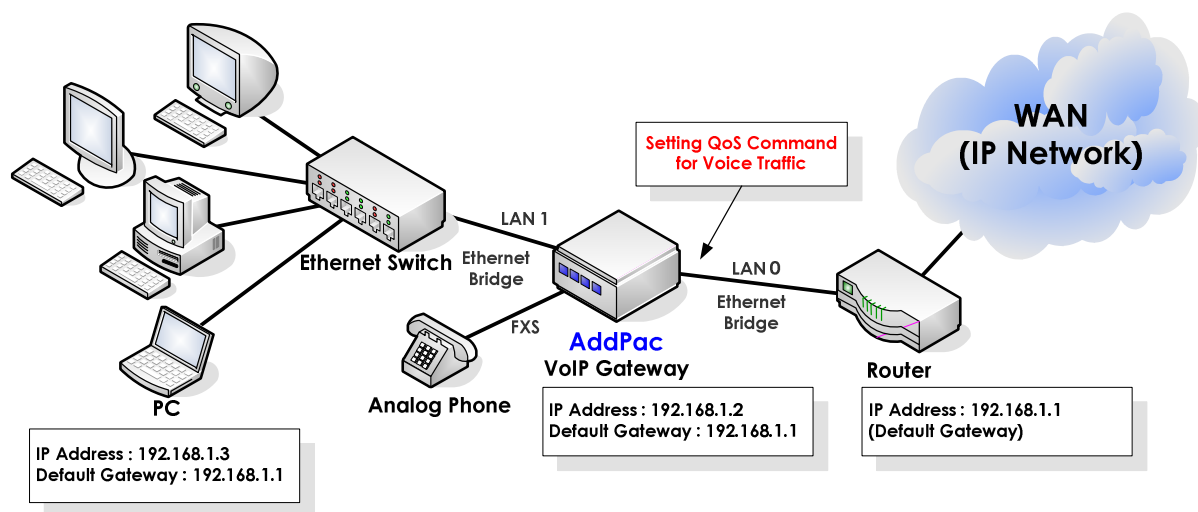 WAN
(IP Network)
Setting QoS Command
for Voice Traffic
LAN 1
Ethernet
Bridge
Ethernet Switch
LAN 0
Ethernet
Bridge
FXS
AddPac
VoIP Gateway
Router
Analog Phone
PC
IP Address : 192.168.1.2
Default Gateway : 192.168.1.1
IP Address : 192.168.1.1
(Default Gateway)
IP Address : 192.168.1.3
Default Gateway : 192.168.1.1